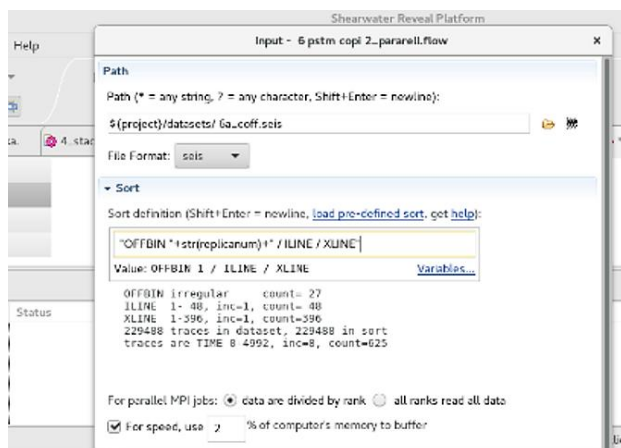 Shearwater Reveal Platform
Help
Input - 6 pstm copi 2_pararell.flow
×
Path
Path (* = any string, ? = any character, Shift+Enter = newline):
${project}/datasets/ 6a_coff.seis
File Format: seis
4_stac
Sort
Sort definition (Shift+Enter = newline, load pre-defined sort, get help):
"OFFBIN "+str(replicanum)+" / ILINE / XLINE"
Value: OFFBIN 1 / ILINE / XLINE Variables...
OFFBIN irregular count= 27
ILINE 1- 48, inc=1, count= 48
XLINE 1-396, inc=1, count=396
229488 traces in dataset, 229488 in sort
traces are TIME 0-4992, inc=8, count=625
Status
For parallel MPI jobs: data are divided by rank all ranks read all data
For speed, use 2 % of computer's memory to buffer